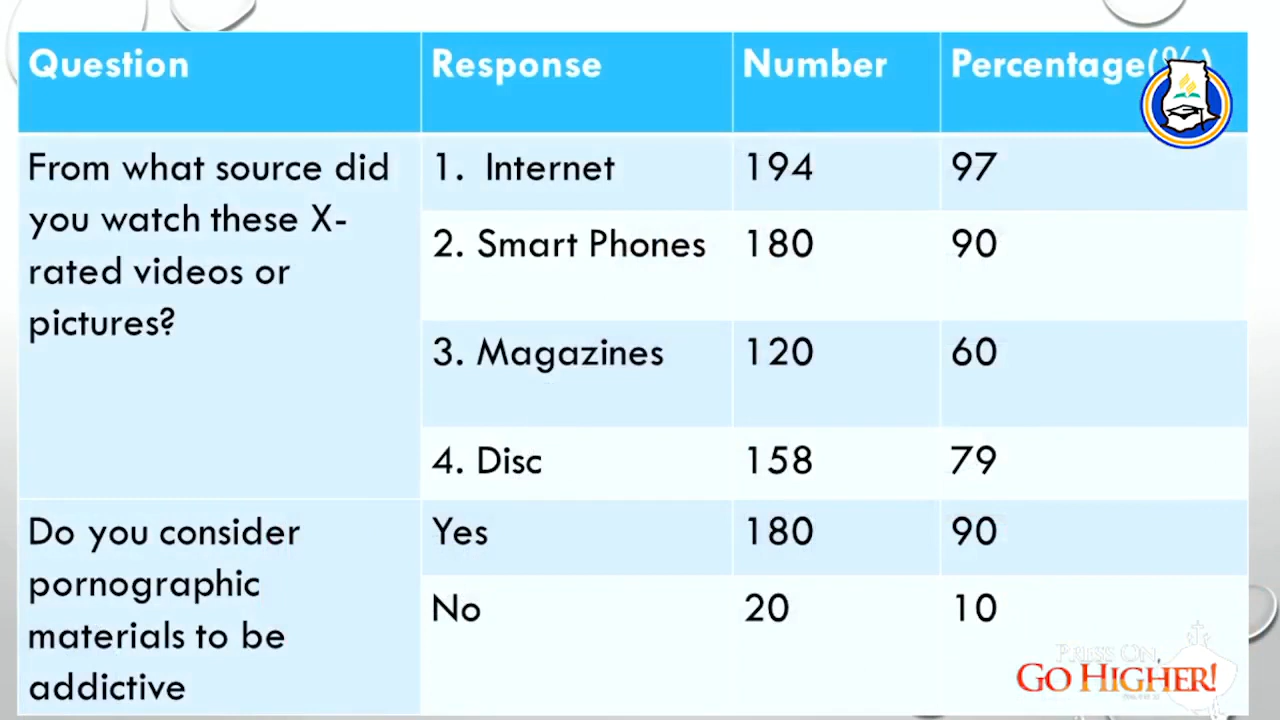 Question Response Number Percentage(%)
From what source did
you watch these X-
rated videos or
pictures?
1. Internet 194 97
2. Smart Phones 180 90
3. Magazines 120 60
4. Disc 158 79
Do you consider
pornographic
materials to be
addictive
Yes 180 90
No 20 10
PRESS ON,
GO HIGHER!